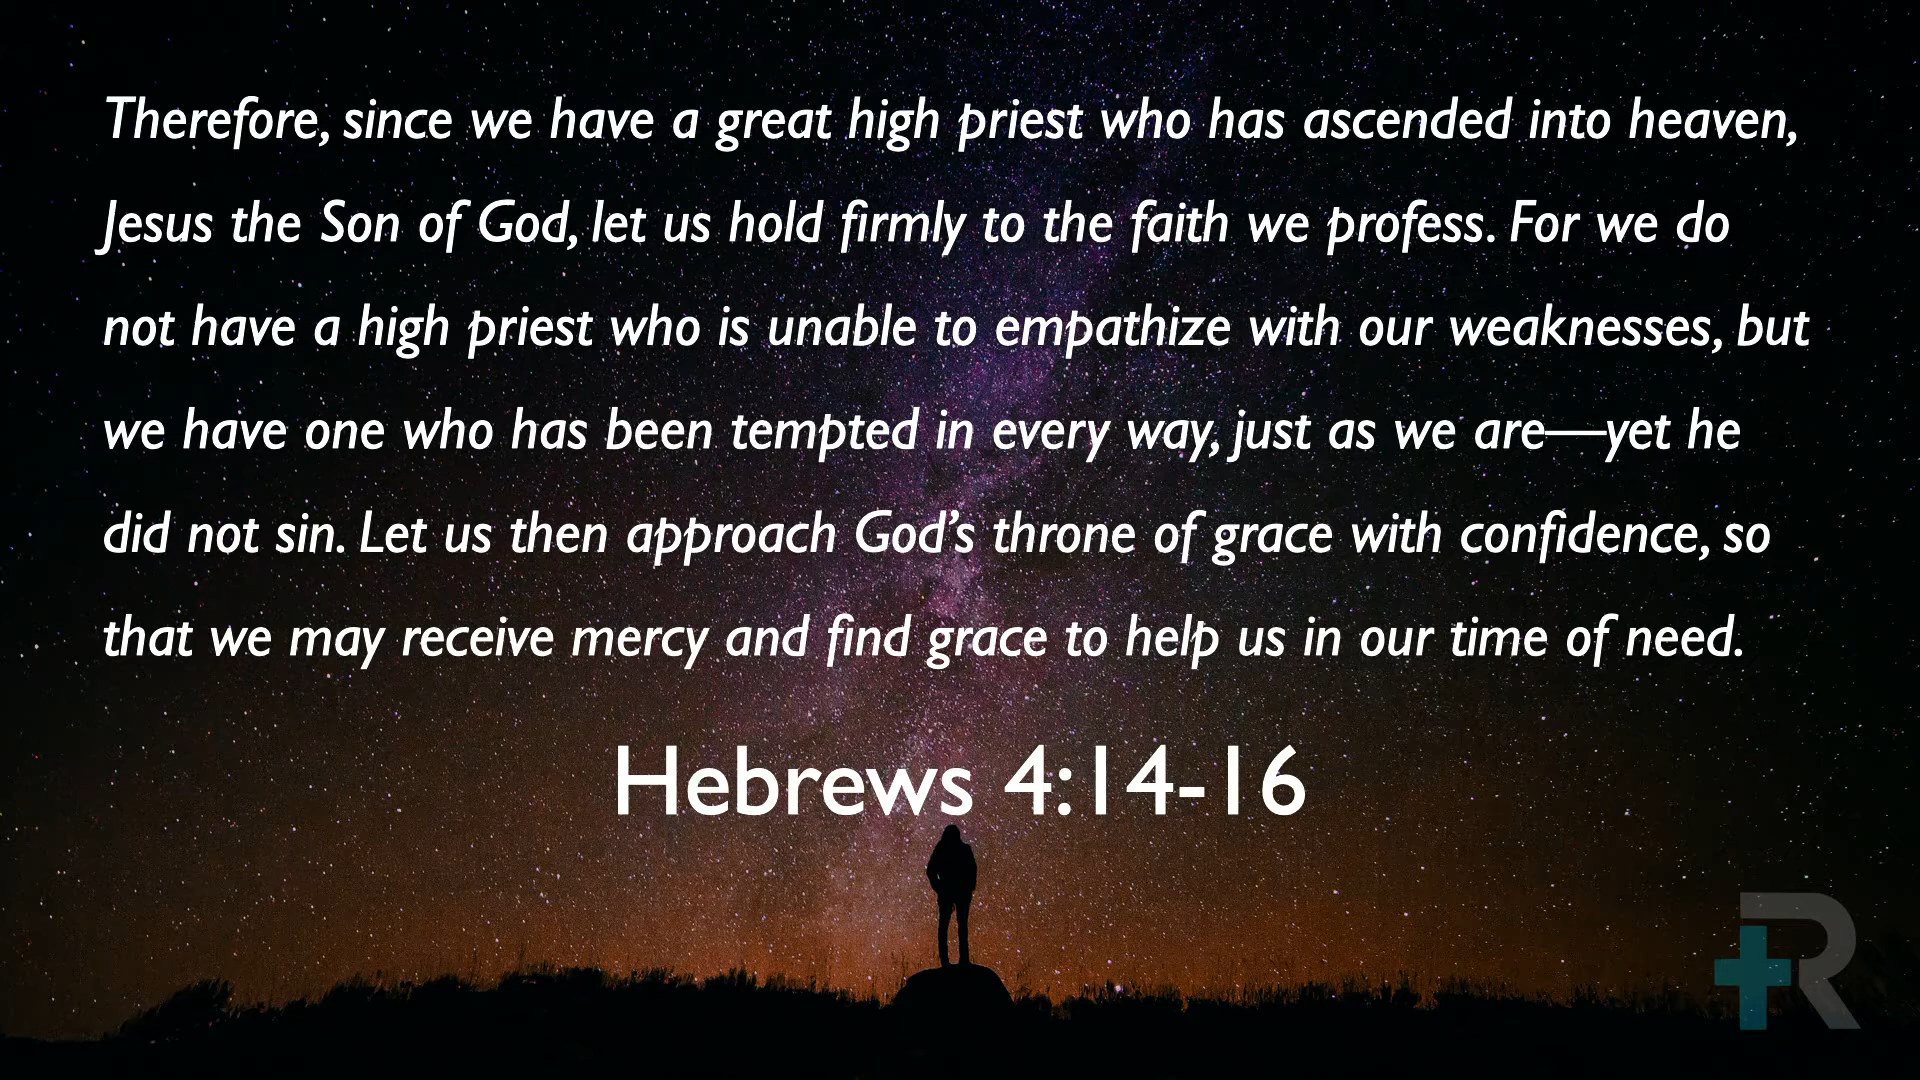 Therefore, since we have a great high priest who has ascended into heaven,
Jesus the Son of God, let us hold firmly to the faith we profess. For we do
not have a high priest who is unable to empathize with our weaknesses, but
we have one who has been tempted in every way, just as we are—yet he
did not sin. Let us then approach God’s throne of grace with confidence, so
that we may receive mercy and find grace to help us in our time of need.
Hebrews 4:14-16
R